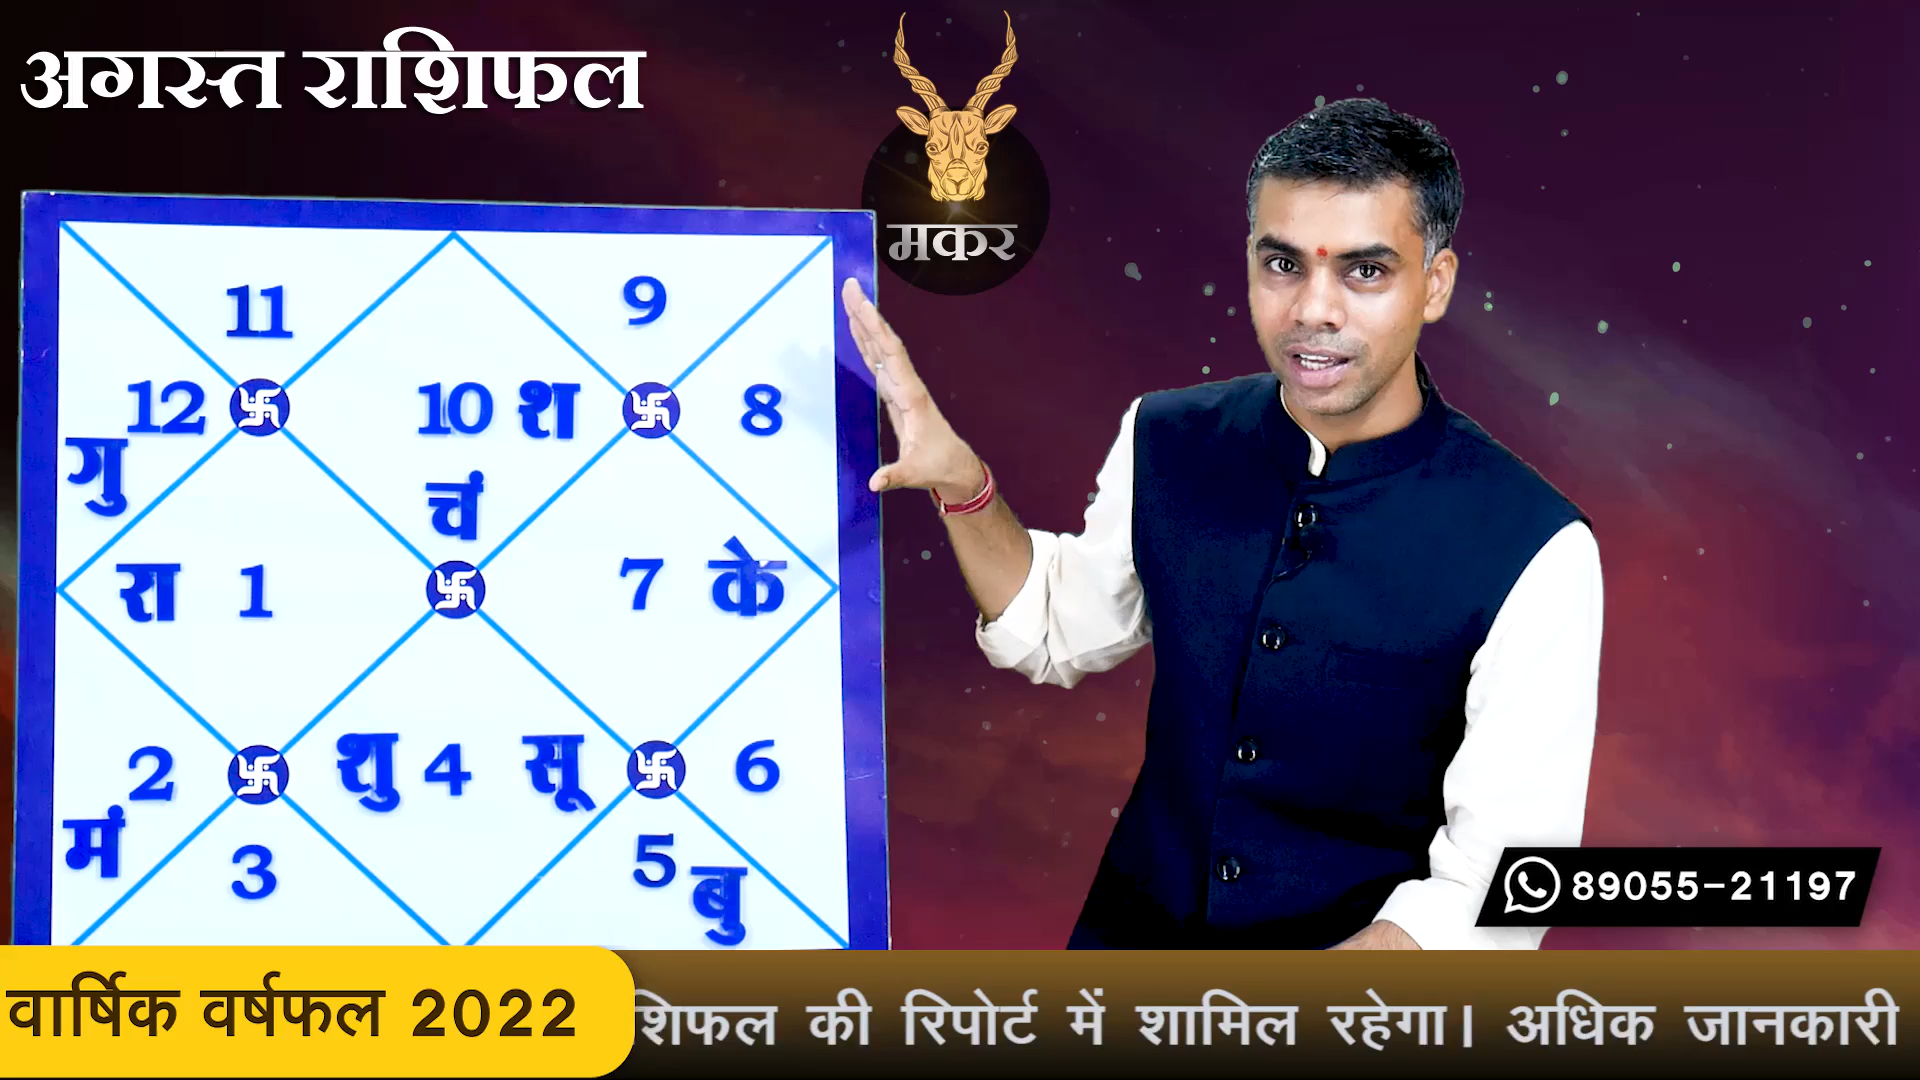 अगस्त राशिफल
मकर
11
9
12
10 श
8
गु
चं
रा 1
7 के
2
शु 4 सू
6
मं
3
5
बु
89055-21197
वार्षिक वर्षफल 2022
शिफल की रिपोर्ट में शामिल रहेगा। अधिक जानकारी